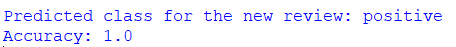 Predicted class for the new review: positive
Accuracy: 1.0